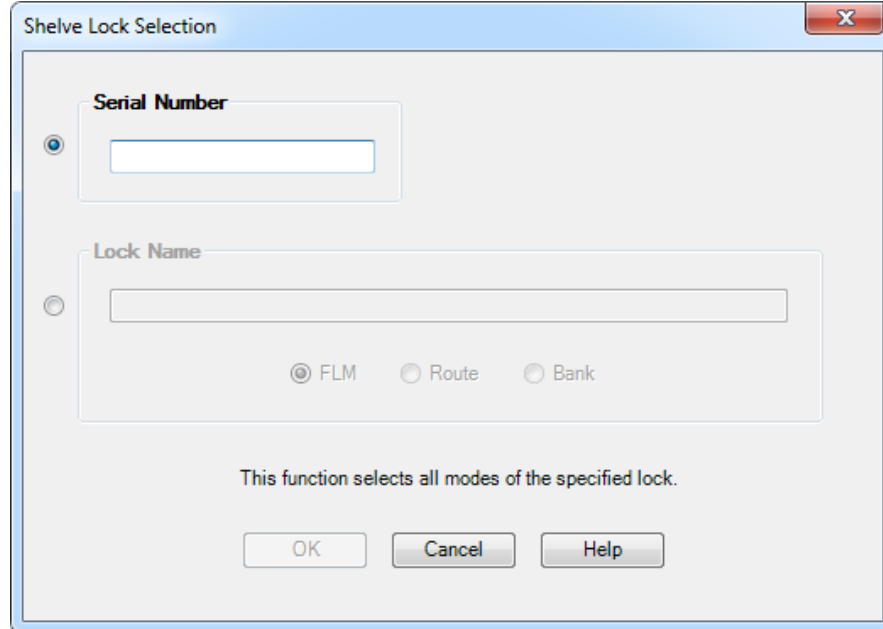 Shelve Lock Selection
Serial Number
Lock Name
FLM Route Bank
This function selects all modes of the specified lock.
OK Cancel Help